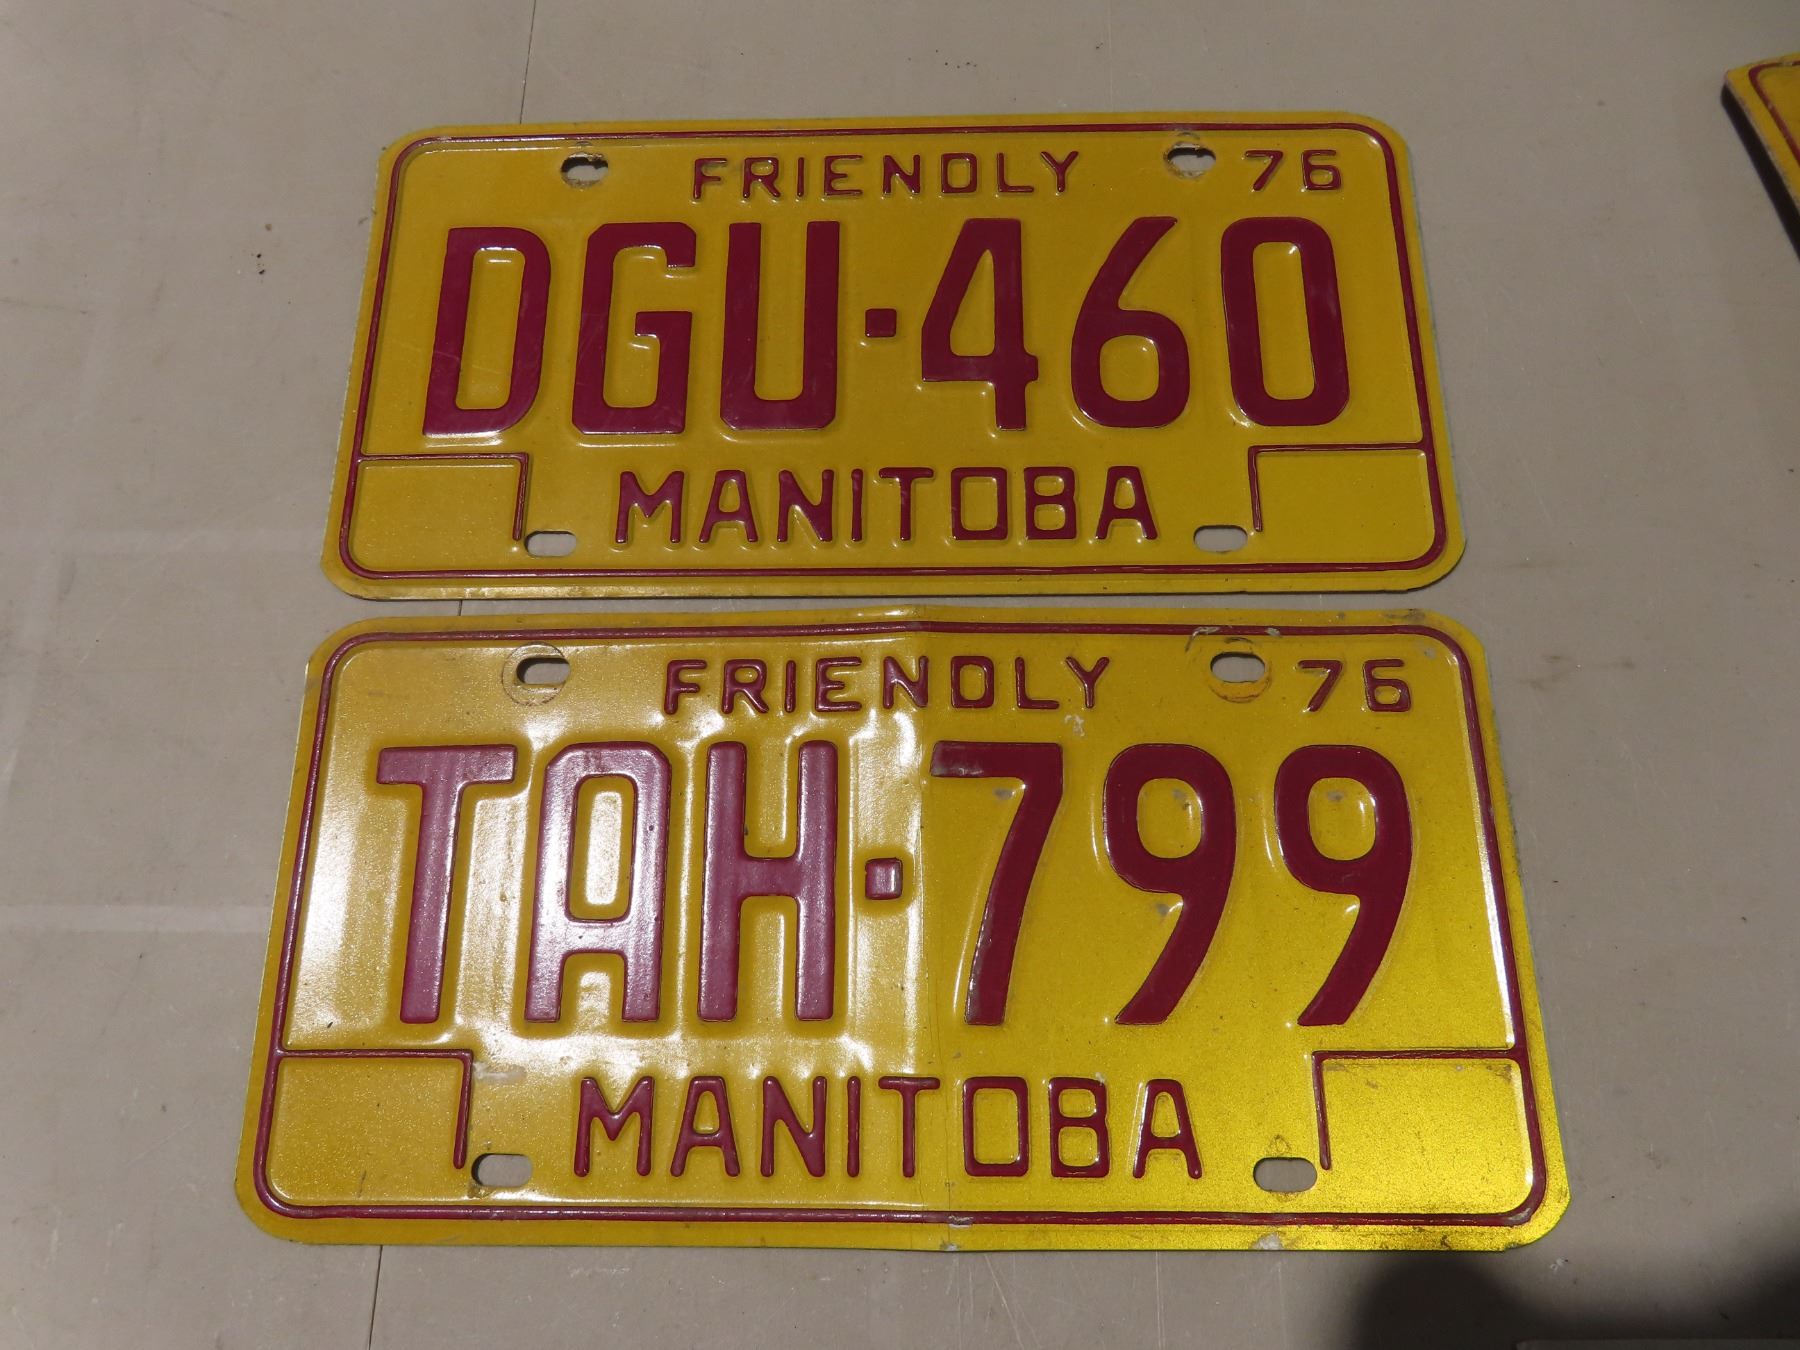 FRIENDLY 76
DGU·460
MANITOBA
FRIENDLY 76
TAH·799
MANITOBA